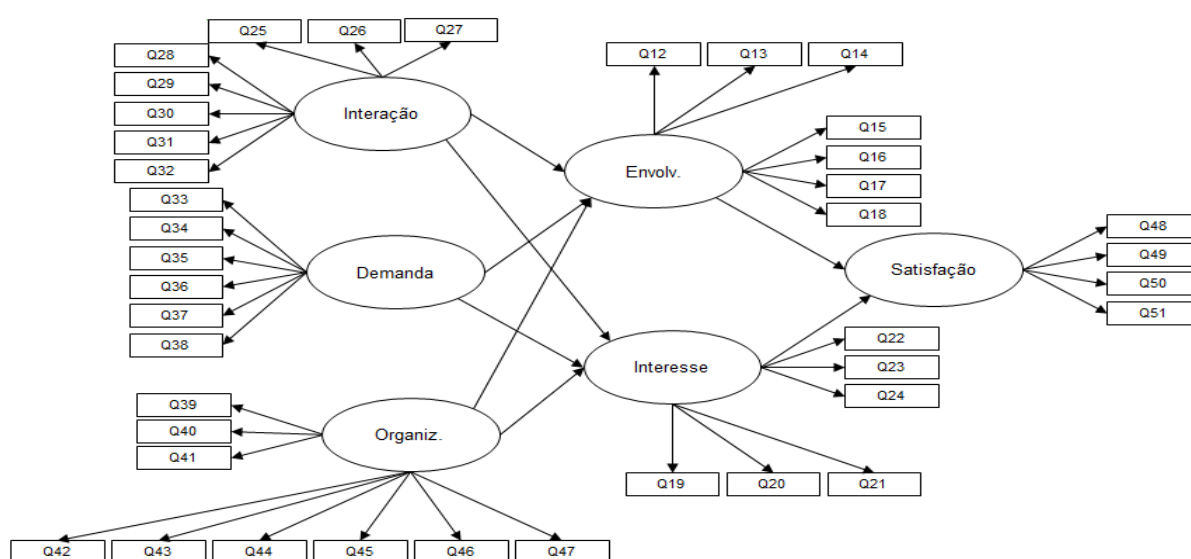 Q25
Q26
Q27
Q28
Q29
Q30
Q31
Q32
Interação
Q12
Q13
Q14
Envolv.
Q15
Q16
Q17
Q18
Q33
Q34
Q35
Q36
Q37
Q38
Demanda
Satisfação
Q48
Q49
Q50
Q51
Interesse
Q22
Q23
Q24
Q39
Q40
Q41
Organiz.
Q19
Q20
Q21
Q42
Q43
Q44
Q45
Q46
Q47